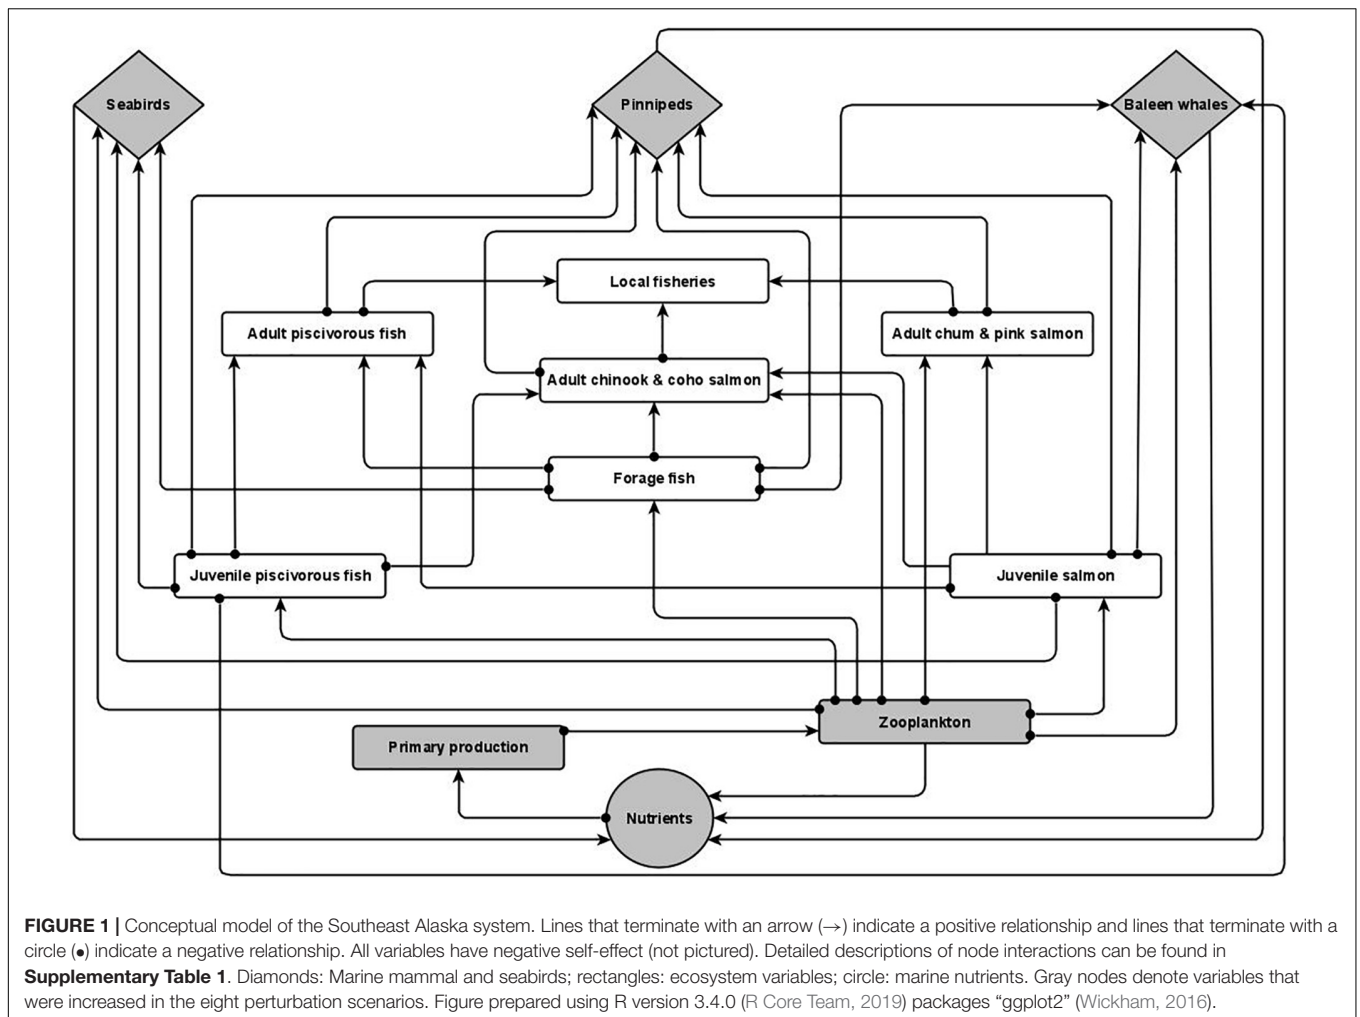 Seabirds
Pinnipeds
Baleen whales
Local fisheries
Adult piscivorous fish
Adult chum & pink salmon
Adult chinook & coho salmon
Forage fish
Juvenile piscivorous fish
Juvenile salmon
Zooplankton
Primary production
Nutrients
FIGURE 1 | Conceptual model of the Southeast Alaska system. Lines that terminate with an arrow (→) indicate a positive relationship and lines that terminate with a
circle (•) indicate a negative relationship. All variables have negative self-effect (not pictured). Detailed descriptions of node interactions can be found in
Supplementary Table 1. Diamonds: Marine mammal and seabirds; rectangles: ecosystem variables; circle: marine nutrients. Gray nodes denote variables that
were increased in the eight perturbation scenarios. Figure prepared using R version 3.4.0 (R Core Team, 2019) packages “ggplot2” (Wickham, 2016).